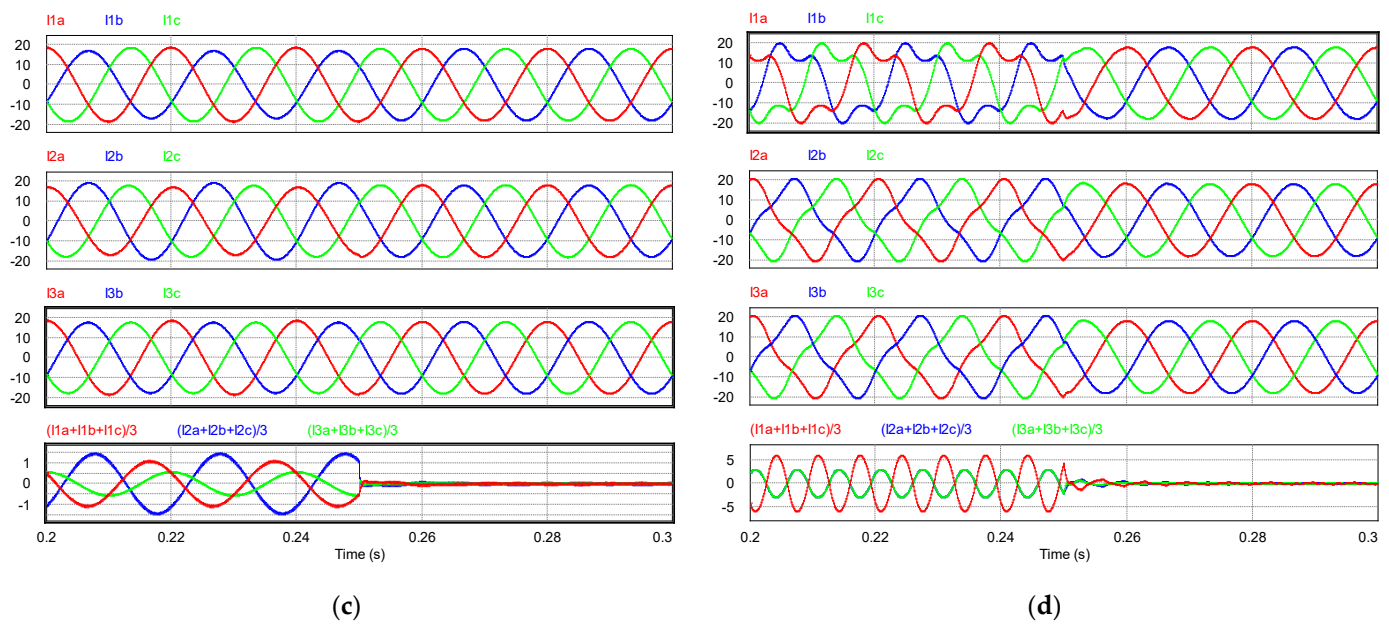 I1a I1b I1c
20
10
0
-10
-20
I2a I2b I2c
20
10
0
-10
-20
I3a I3b I3c
20
10
0
-10
-20
(I1a+I1b+I1c)/3 (I2a+I2b+I2c)/3 (I3a+I3b+I3c)/3
1
0
-1
0.2 0.22 0.24 0.26 0.28 0.3
Time (s)
(c)
I1a I1b I1c
20
10
0
-10
-20
I2a I2b I2c
20
10
0
-10
-20
I3a I3b I3c
20
10
0
-10
-20
(I1a+I1b+I1c)/3 (I2a+I2b+I2c)/3 (I3a+I3b+I3c)/3
5
0
-5
0.2 0.22 0.24 0.26 0.28 0.3
Time (s)
(d)